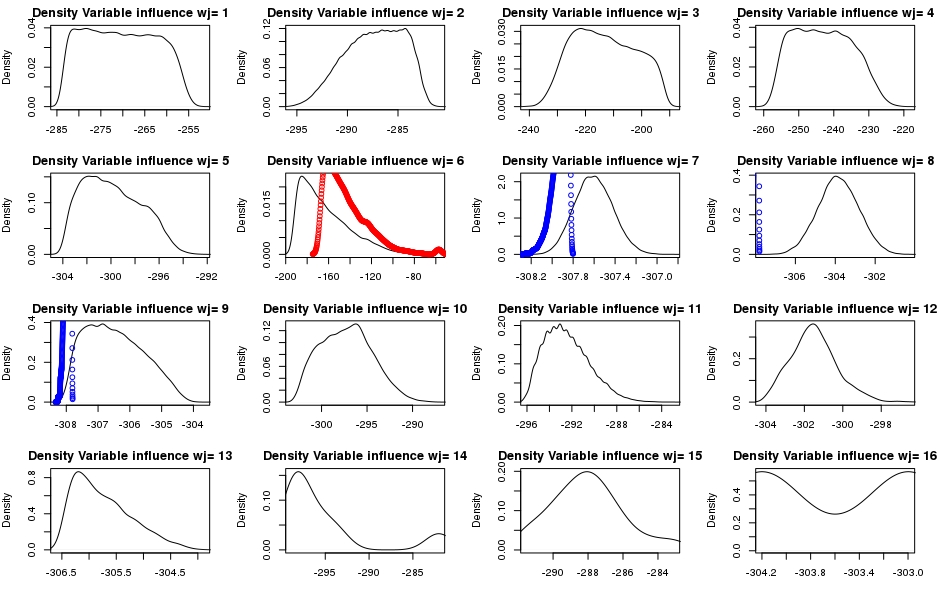 Density Variable influence wj= 1
Density Variable influence wj= 2
Density Variable influence wj= 3
Density Variable influence wj= 4
Density
0.00 0.02 0.04
-285 -275 -265 -255
Density
0.00 0.06 0.12
-295 -290 -285
Density
0.000 0.015 0.030
-240 -220 -200
Density
0.00 0.02 0.04
-260 -250 -240 -230 -220
Density Variable influence wj= 5
Density Variable influence wj= 6
Density Variable influence wj= 7
Density Variable influence wj= 8
Density
0.00 0.10
-304 -300 -296 -292
Density
0.000 0.015
-200 -160 -120 -80
Density
0.0 1.0 2.0
-308.2 -307.8 -307.4 -307.0
Density
0.0 0.2 0.4
-306 -304 -302
Density Variable influence wj= 9
Density Variable influence wj= 10
Density Variable influence wj= 11
Density Variable influence wj= 12
Density
0.0 0.2 0.4
-308 -307 -306 -305 -304
Density
0.00 0.06 0.12
-300 -295 -290
Density
0.00 0.10 0.20
-296 -292 -288 -284
Density
0.0 0.2
-304 -302 -300 -298
Density Variable influence wj= 13
Density Variable influence wj= 14
Density Variable influence wj= 15
Density Variable influence wj= 16
Density
0.0 0.4 0.8
-306.5 -305.5 -304.5
Density
0.00 0.10
-295 -290 -285
Density
0.00 0.10 0.20
-290 -288 -286 -284
Density
0.0 0.2 0.4
-304.2 -303.8 -303.4 -303.0